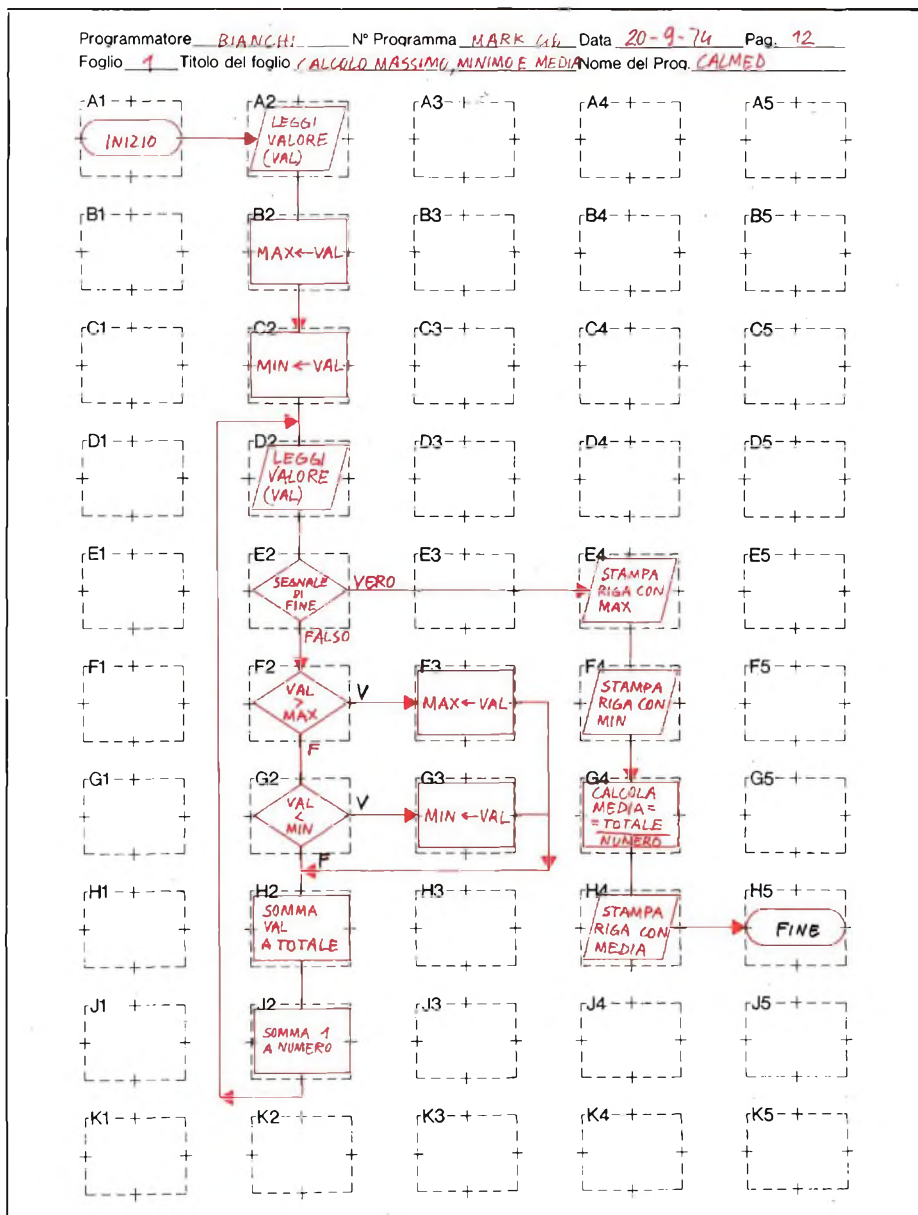 Programmatore BIANCHI N° Programma MARK Data 20-9-74 Pag. 12
Foglio 1 Titolo del foglio CALCOLO MASSIMO, MINIMO E MEDIA Nome del Prog. CALMED
A1 A2 A3 A4 A5
INIZIO
LEGGI
VALORE
(VAL)
B1 B2 B3 B4 B5
MAX←VAL
C1 C2 C3 C4 C5
MIN←VAL
D1 D2 D3 D4 D5
LEGGI
VALORE
(VAL)
E1 E2 E3 E4 E5
SEGNALE
DI
FINE
VERO
FALSO
STAMPA
RIGA CON
MAX
F1 F2 F3 F4 F5
VAL
>
MAX
V
F
MAX←VAL
STAMPA
RIGA CON
MIN
G1 G2 G3 G4 G5
VAL
<
MIN
V
F
MIN←VAL
CALCOLA
MEDIA=
=TOTALE
NUMERO
H1 H2 H3 H4 H5
SOMMA
VAL
A TOTALE
STAMPA
RIGA CON
MEDIA
FINE
J1 J2 J3 J4 J5
SOMMA 1
A NUMERO
K1 K2 K3 K4 K5